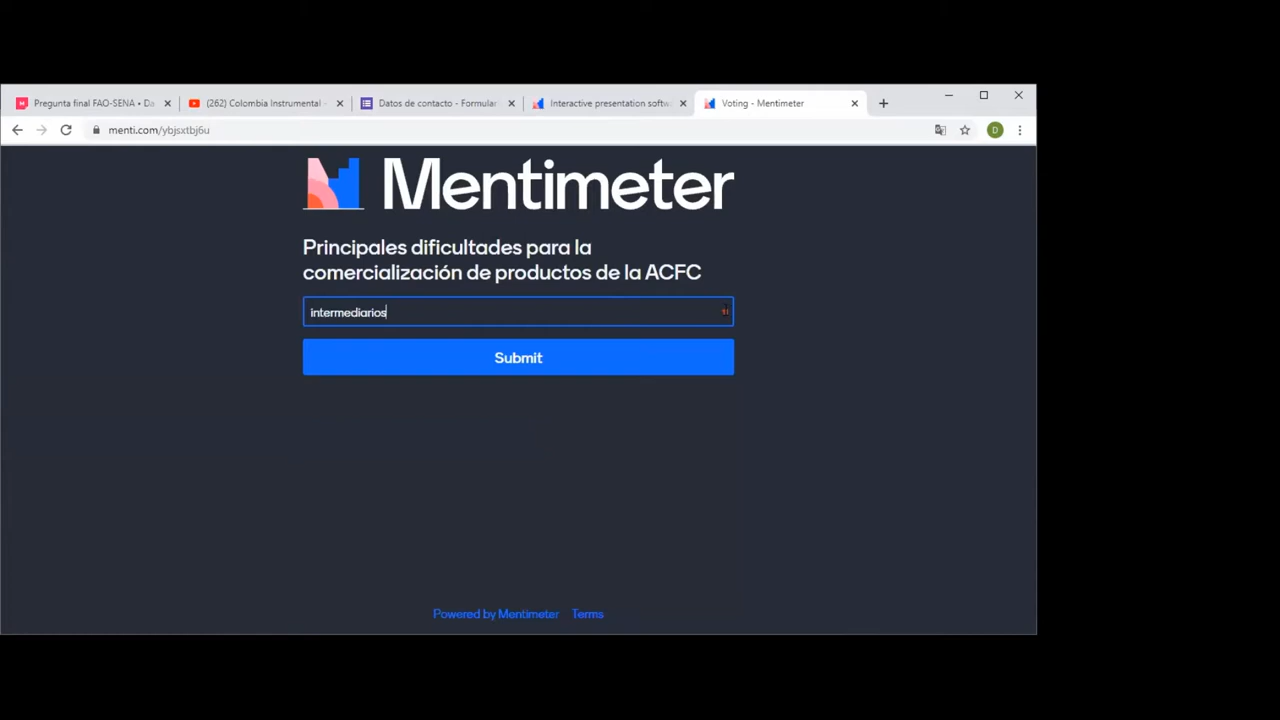 Pregunta final FAO-SENA • Da
(262) Colombia Instrumental -
Datos de contacto - Formular
Interactive presentation softw
Voting - Mentimeter
menti.com/ybjsxtbj6u
D
Mentimeter
Principales dificultades para la
comercialización de productos de la ACFC
intermediarios
Submit
Powered by Mentimeter Terms